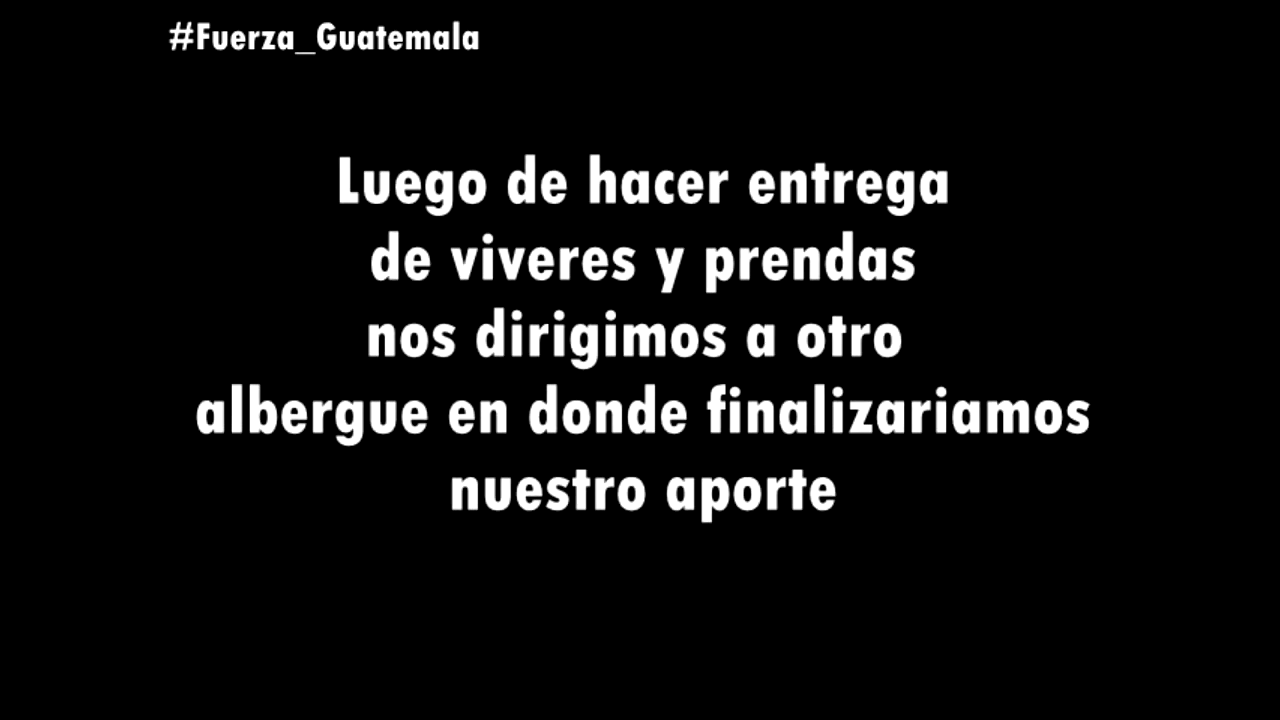 #Fuerza_Guatemala
Luego de hacer entrega
de viveres y prendas
nos dirigimos a otro
albergue en donde finalizariamos
nuestro aporte